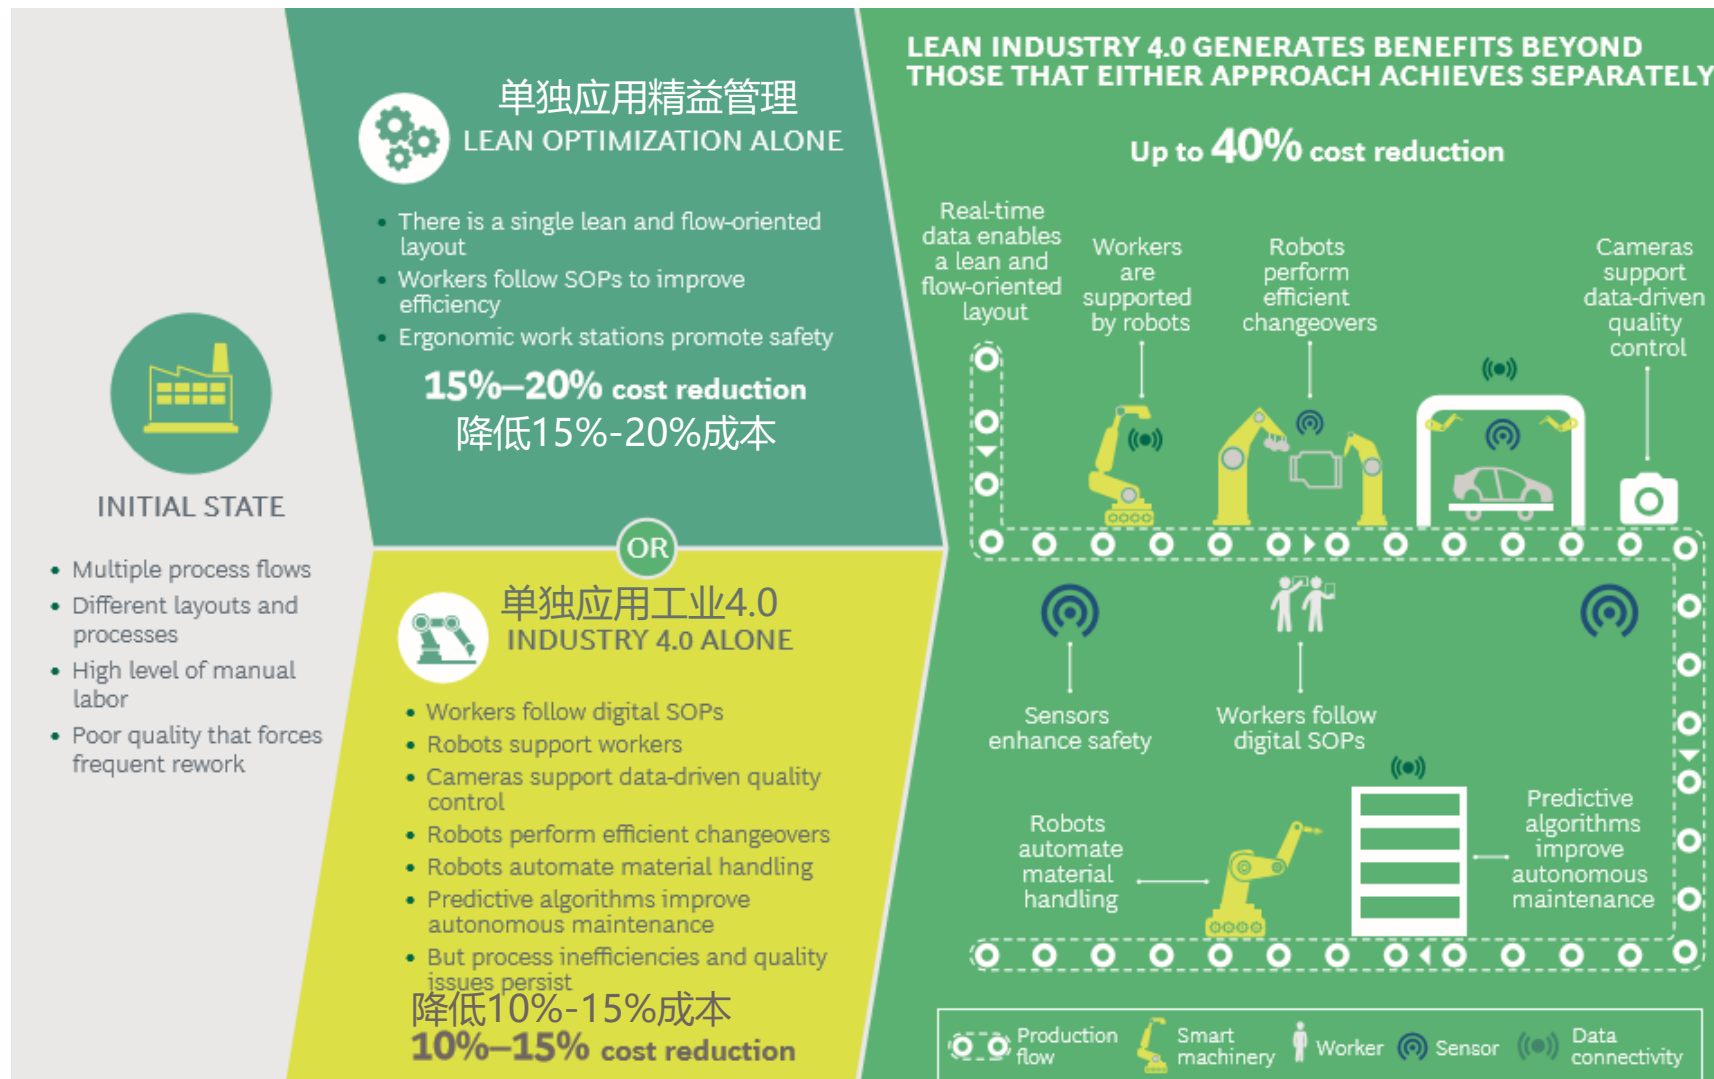 INITIAL STATE
• Multiple process flows
• Different layouts and
processes
• High level of manual
labor
• Poor quality that forces
frequent rework
单独应用精益管理
LEAN OPTIMIZATION ALONE
• There is a single lean and flow-oriented
layout
• Workers follow SOPs to improve
efficiency
• Ergonomic work stations promote safety
15%–20% cost reduction
降低15%-20%成本
OR
单独应用工业4.0
INDUSTRY 4.0 ALONE
• Workers follow digital SOPs
• Robots support workers
• Cameras support data-driven quality
control
• Robots perform efficient changeovers
• Robots automate material handling
• Predictive algorithms improve
autonomous maintenance
• But process inefficiencies and quality
issues persist
降低10%-15%成本
10%–15% cost reduction
LEAN INDUSTRY 4.0 GENERATES BENEFITS BEYOND
THOSE THAT EITHER APPROACH ACHIEVES SEPARATELY
Up to 40% cost reduction
Real-time
data enables
a lean and
flow-oriented
layout
Workers
are
supported
by robots
Robots
perform
efficient
changeovers
Cameras
support
data-driven
quality
control
Sensors
enhance safety
Workers follow
digital SOPs
Robots
automate
material
handling
Predictive
algorithms
improve
autonomous
maintenance
Production
flow
Smart
machinery
Worker
Sensor
Data
connectivity